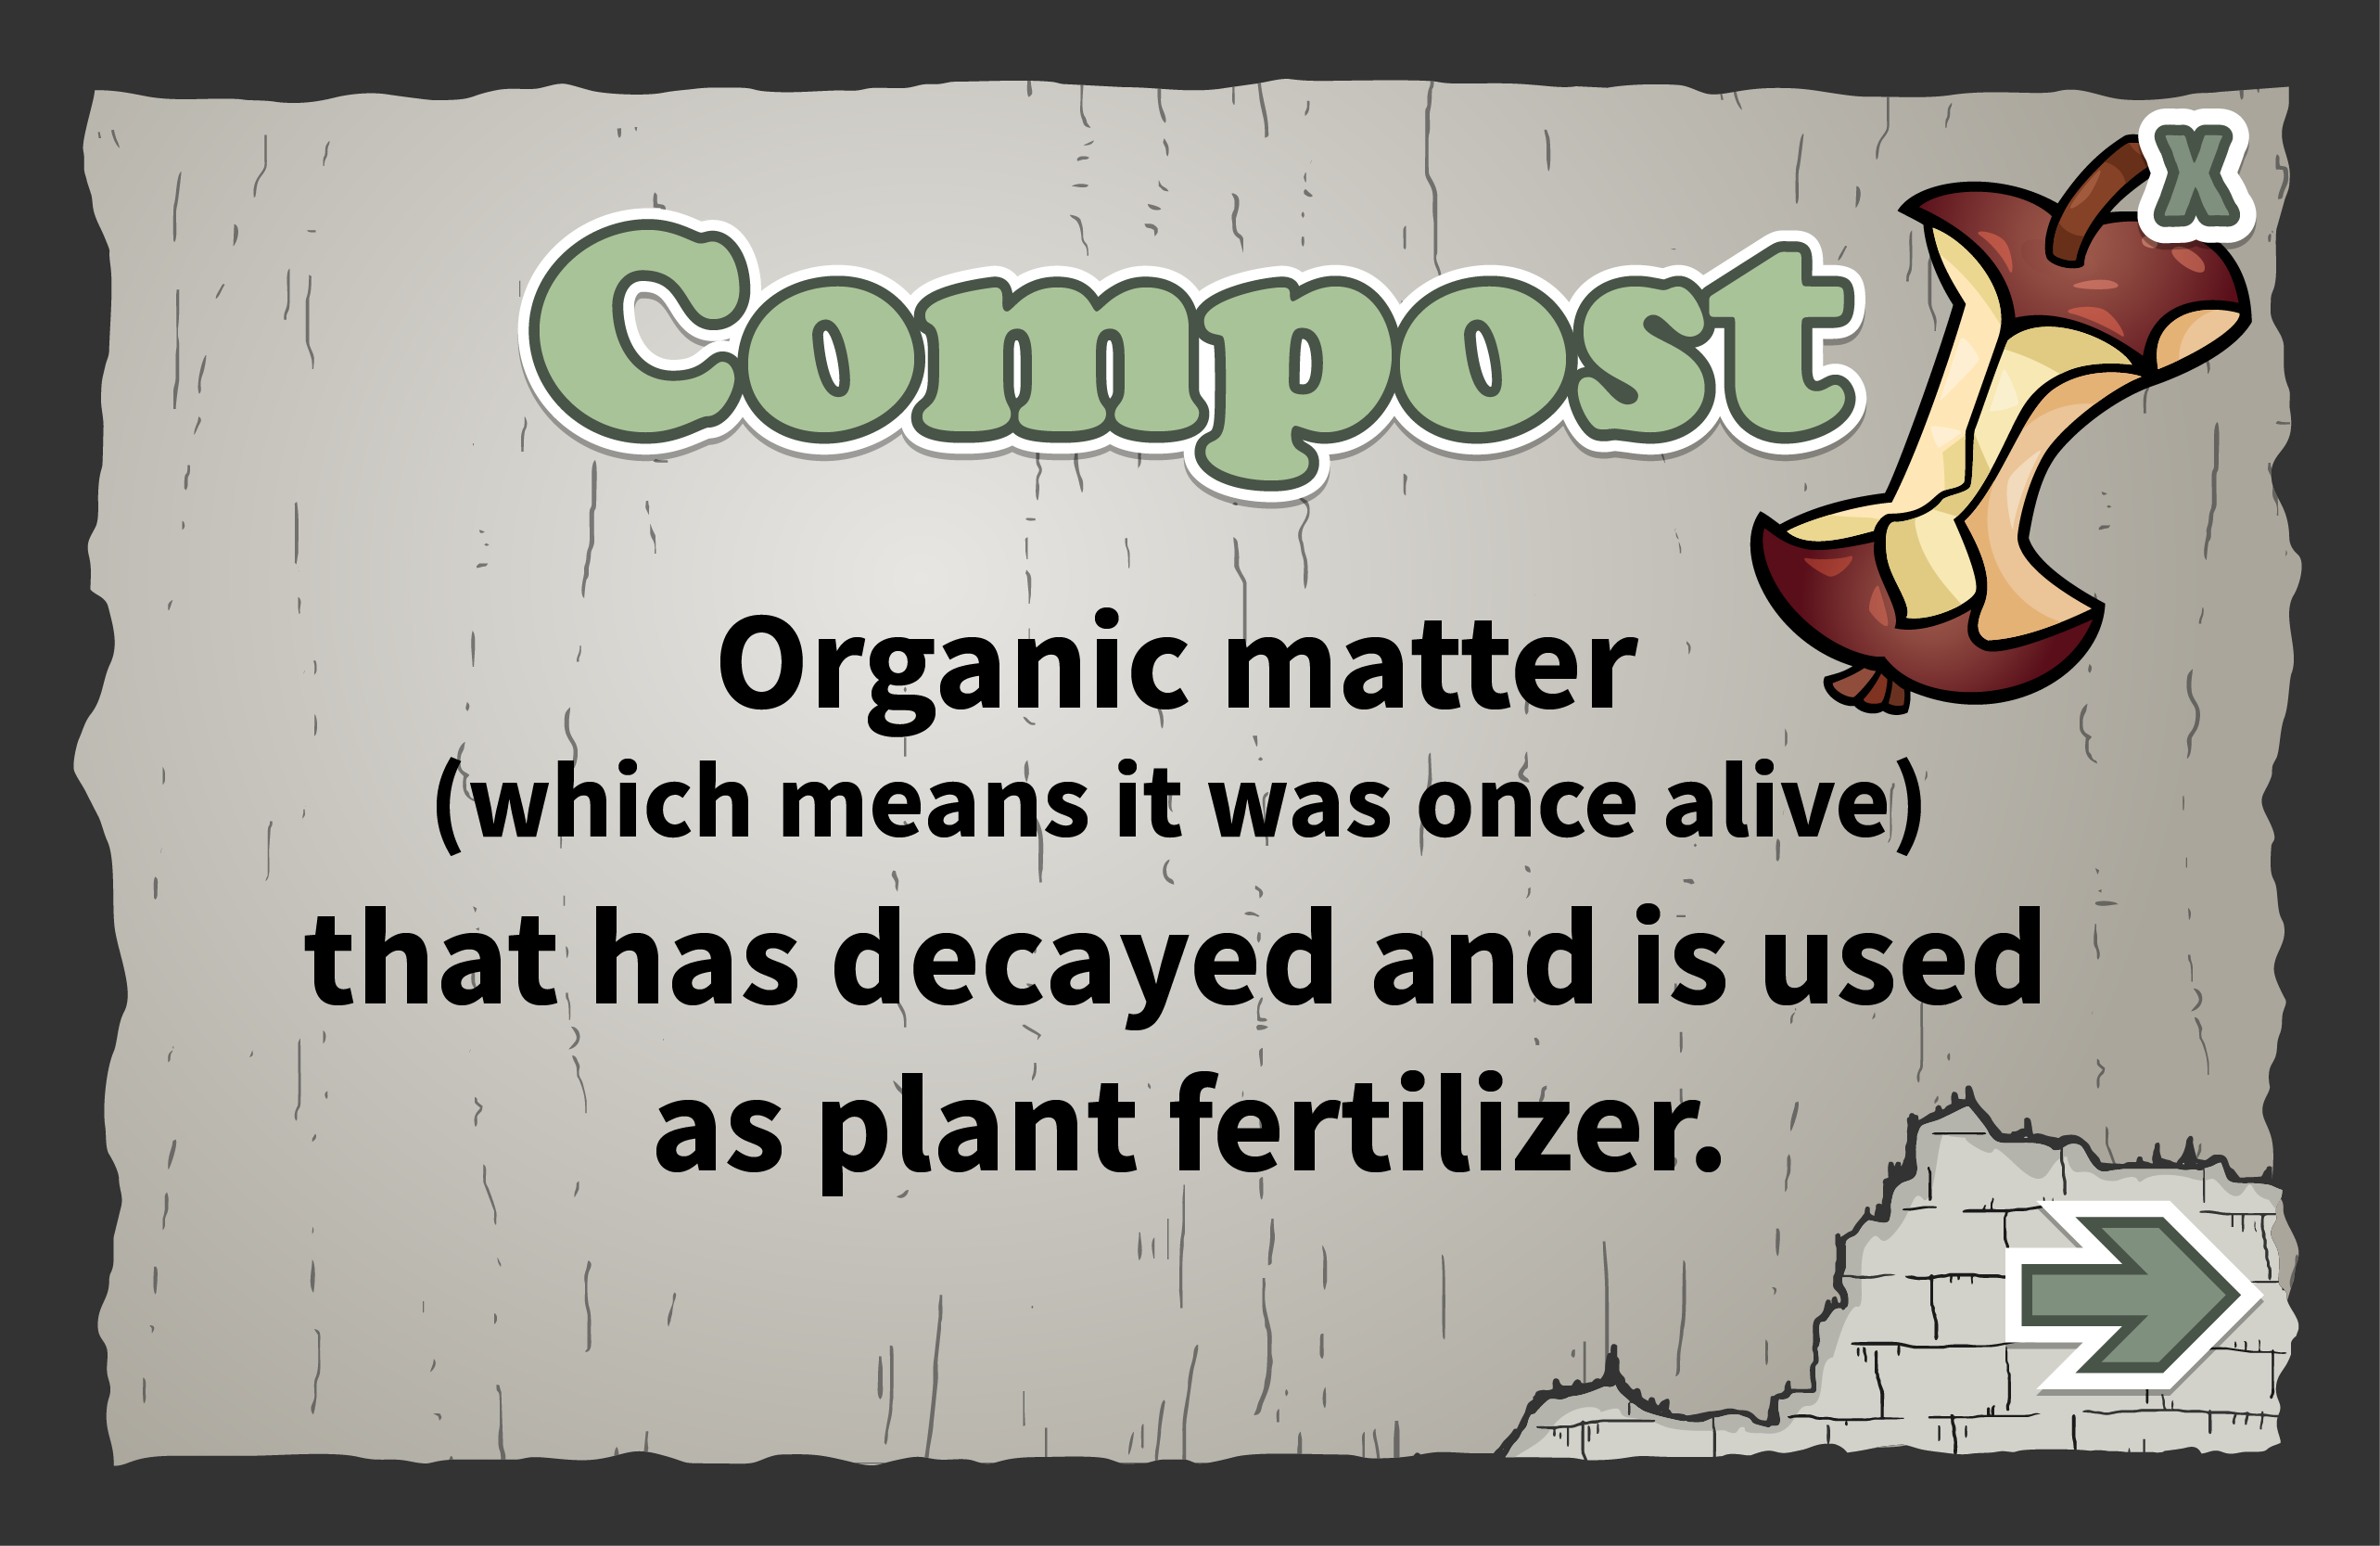 X
Compost
Organic matter
(which means it was once alive)
that has decayed and is used
as plant fertilizer.